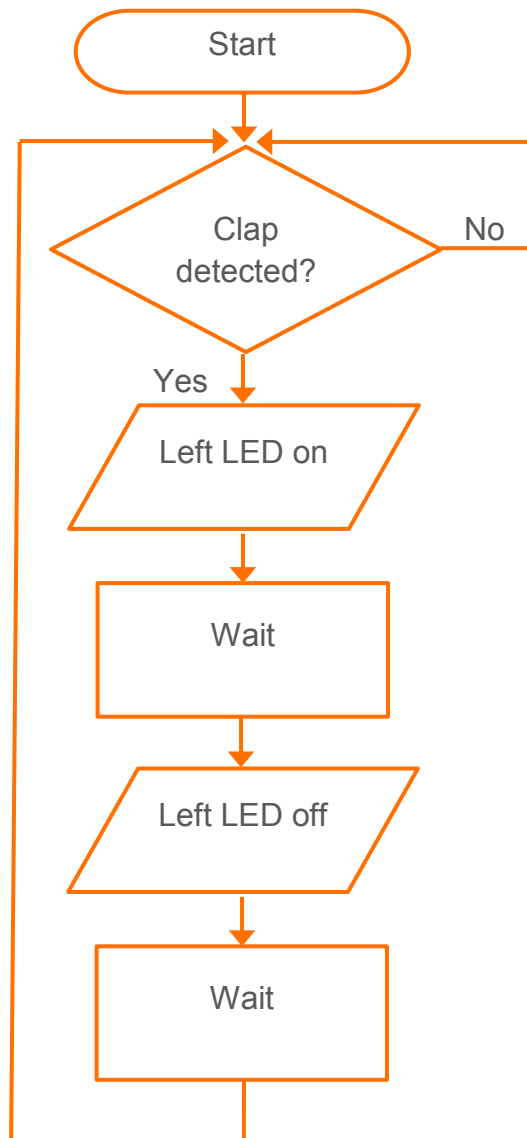 Start
Clap
detected?
No
Yes
Left LED on
Wait
Left LED off
Wait